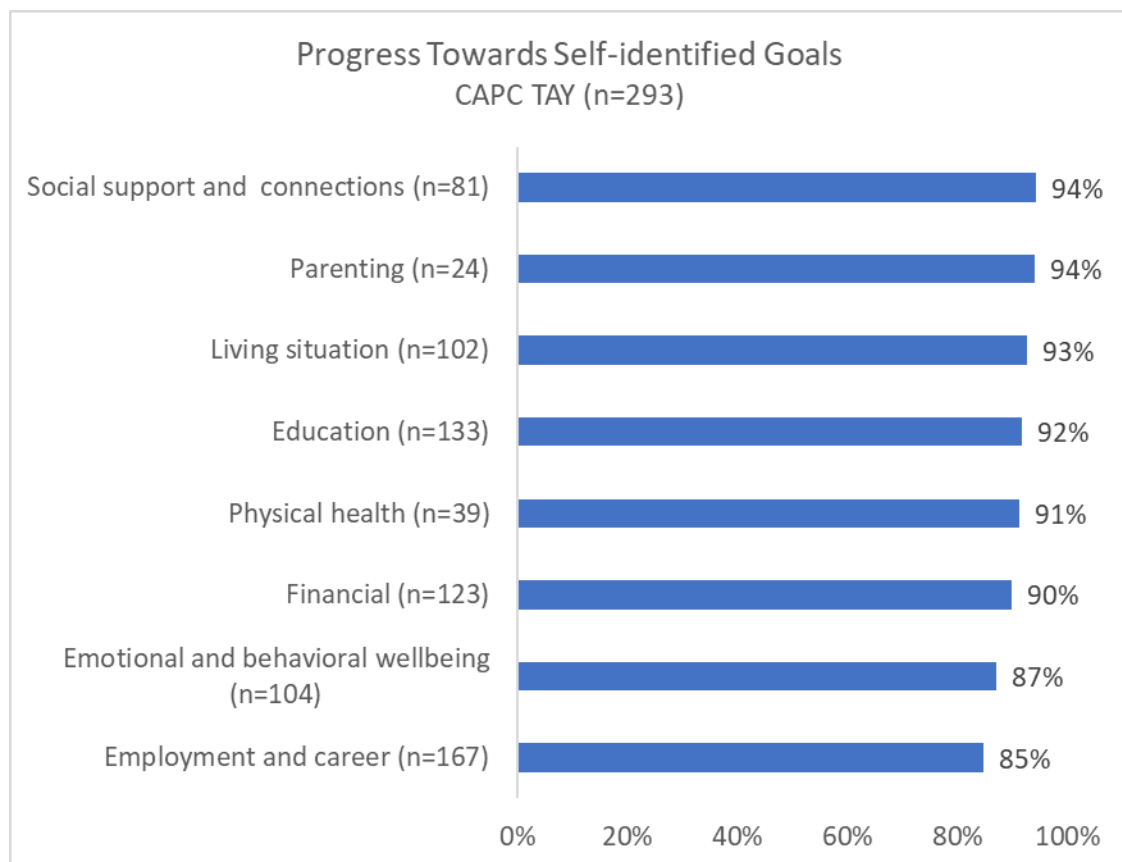 Progress Towards Self-identified Goals
CAPC TAY (n=293)
Social support and  connections (n=81)
94%
Parenting (n=24)
94%
Living situation (n=102)
93%
Education (n=133)
92%
Physical health (n=39)
91%
Financial (n=123)
90%
Emotional and behavioral wellbeing
(n=104)
87%
Employment and career (n=167)
85%
0% 20% 40% 60% 80% 100%